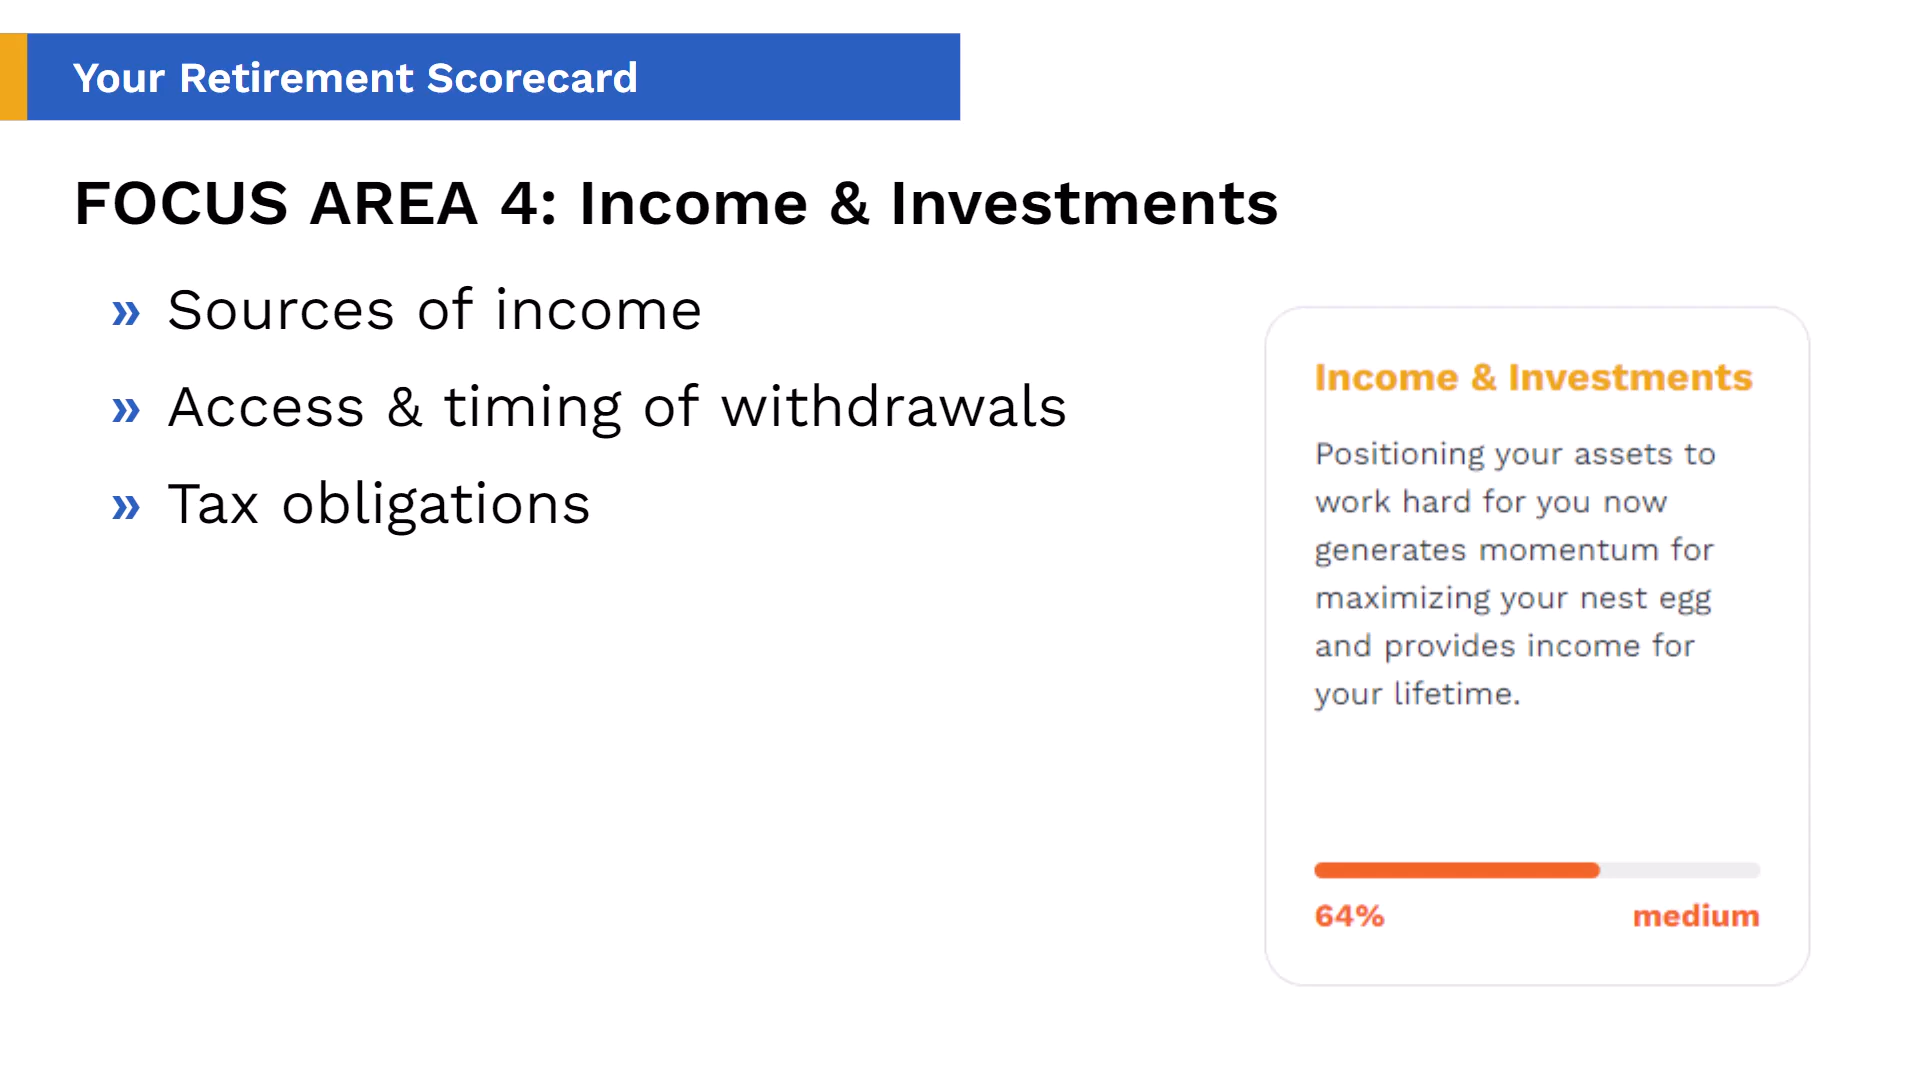 Your Retirement Scorecard
FOCUS AREA 4: Income & Investments
» Sources of income
» Access & timing of withdrawals
» Tax obligations
Income & Investments
Positioning your assets to
work hard for you now
generates momentum for
maximizing your nest egg
and provides income for
your lifetime.
64%
medium